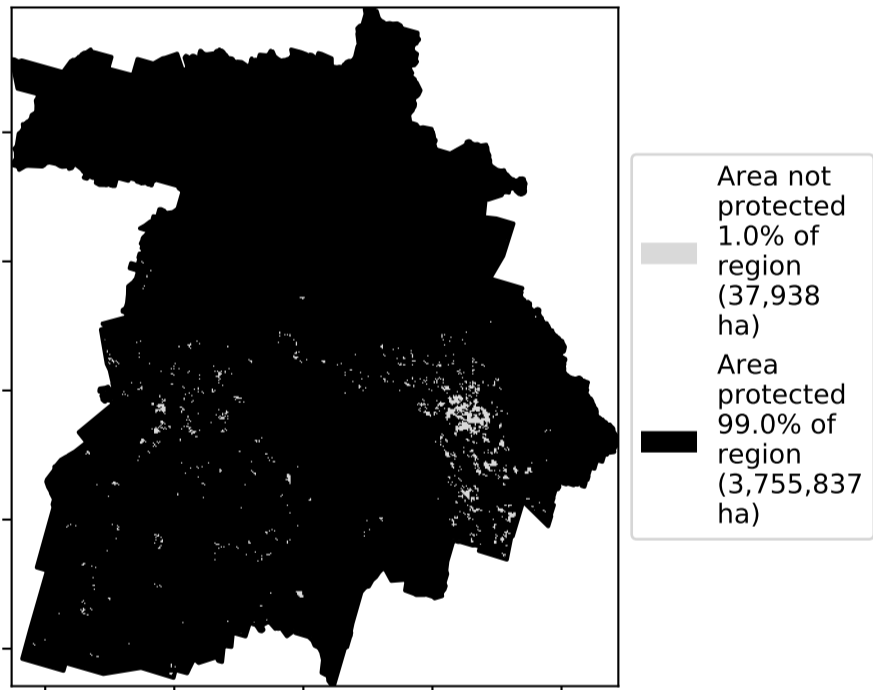 Area not
protected
1.0% of
region
(37,938
ha)
Area
protected
99.0% of
region
(3,755,837
ha)